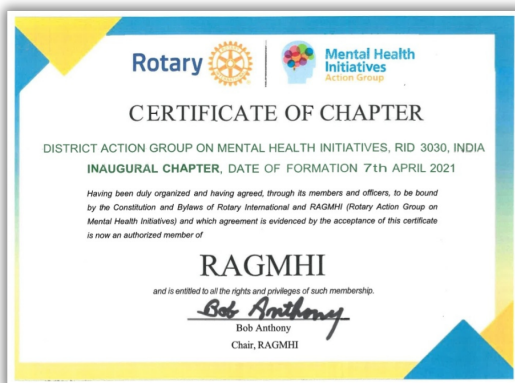 Rotary
Mental Health
Initiatives
Action Group
CERTIFICATE OF CHAPTER
DISTRICT ACTION GROUP ON MENTAL HEALTH INITIATIVES, RID 3030, INDIA
INAUGURAL CHAPTER, DATE OF FORMATION 7th APRIL 2021
Having been duly organized and having agreed, through its members and officers, to be bound
by the Constitution and Bylaws of Rotary International and RAGMHI (Rotary Action Group on
Mental Health Initiatives) and which agreement is evidenced by the acceptance of this certificate
is now an authorized member of
RAGMHI
and is entitled to all the rights and privileges of such membership.
Bob Anthony
Bob Anthony
Chair, RAGMHI